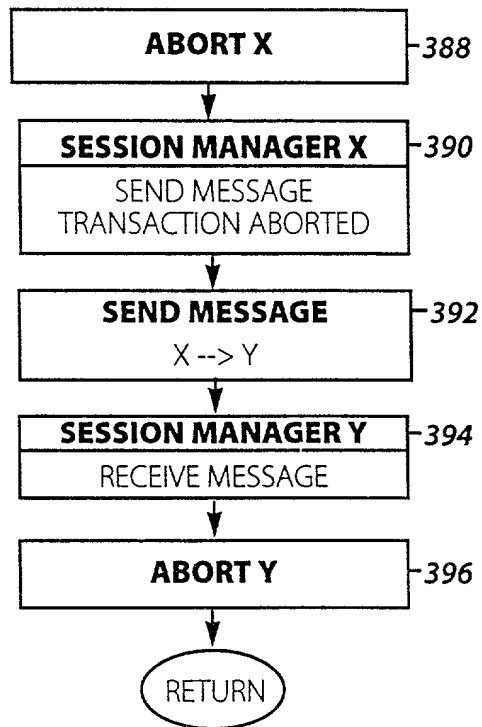 ABORT X
388
SESSION MANAGER X
390
SEND MESSAGE
TRANSACTION ABORTED
SEND MESSAGE
392
X --> Y
SESSION MANAGER Y
394
RECEIVE MESSAGE
ABORT Y
396
RETURN